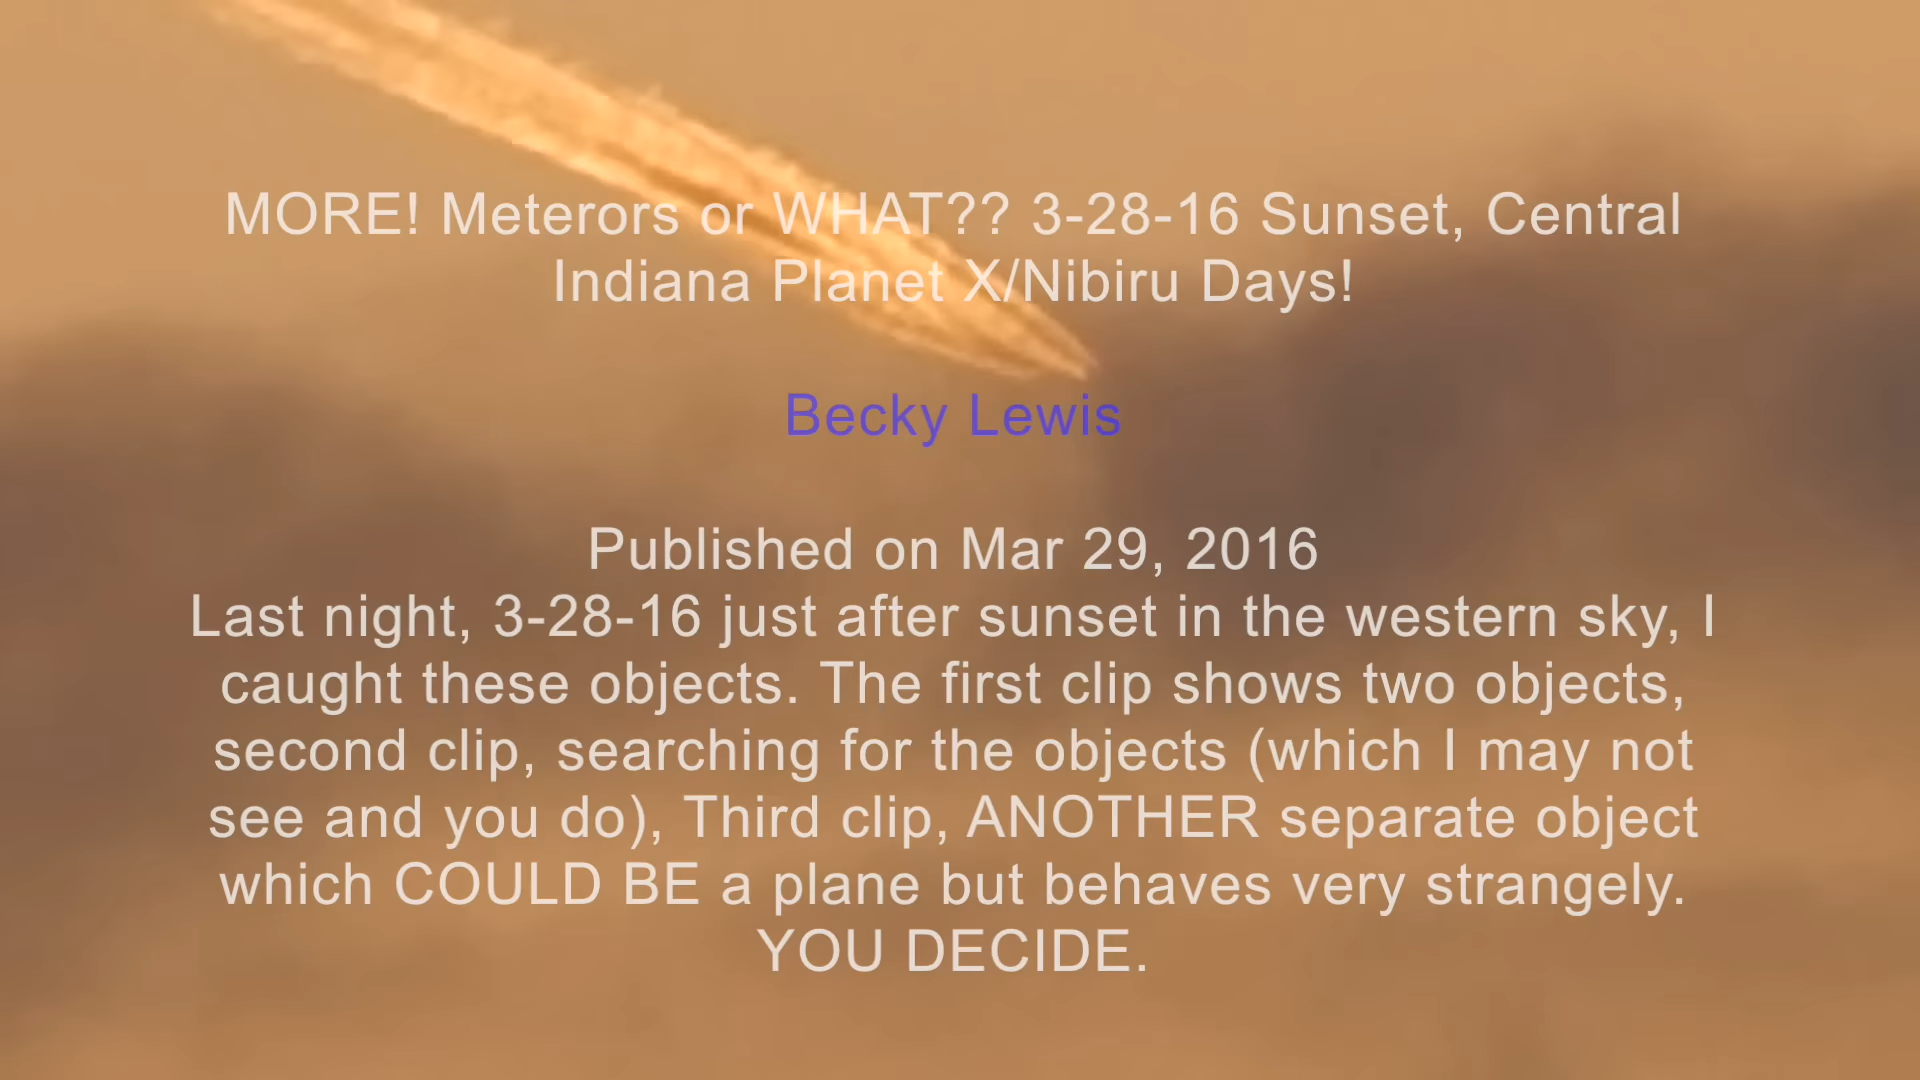 MORE! Meterors or WHAT?? 3-28-16 Sunset, Central
Indiana Planet X/Nibiru Days!
Becky Lewis
Published on Mar 29, 2016
Last night, 3-28-16 just after sunset in the western sky, I
caught these objects. The first clip shows two objects,
second clip, searching for the objects (which I may not
see and you do), Third clip, ANOTHER separate object
which COULD BE a plane but behaves very strangely.
YOU DECIDE.